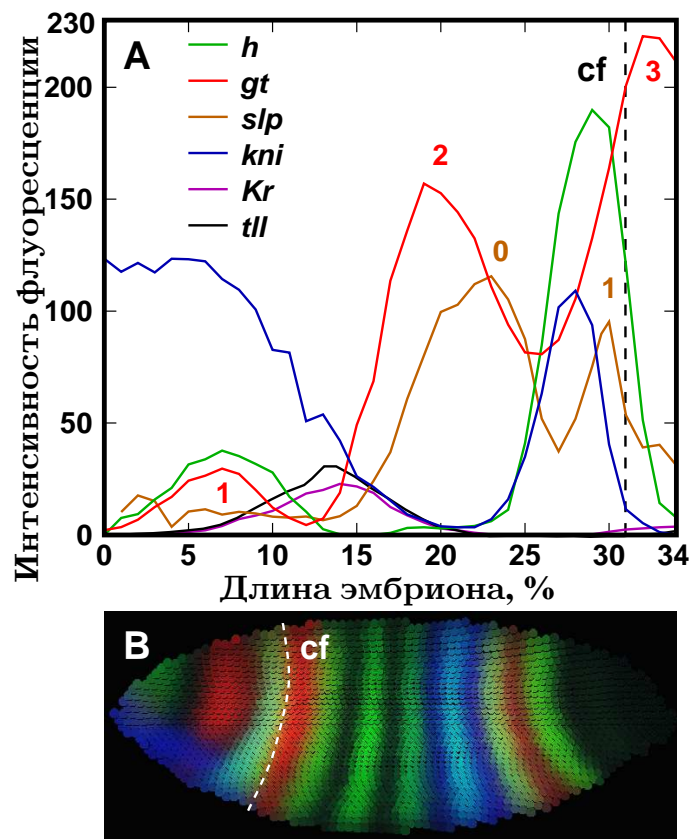 A
h
gt
slp
kni
Kr
tll
cf
1
2
0
1
3
230
200
150
100
50
0
Интенсивность флуоресценции
0 5 10 15 20 25 30 34
Длина эмбриона, %
B
cf